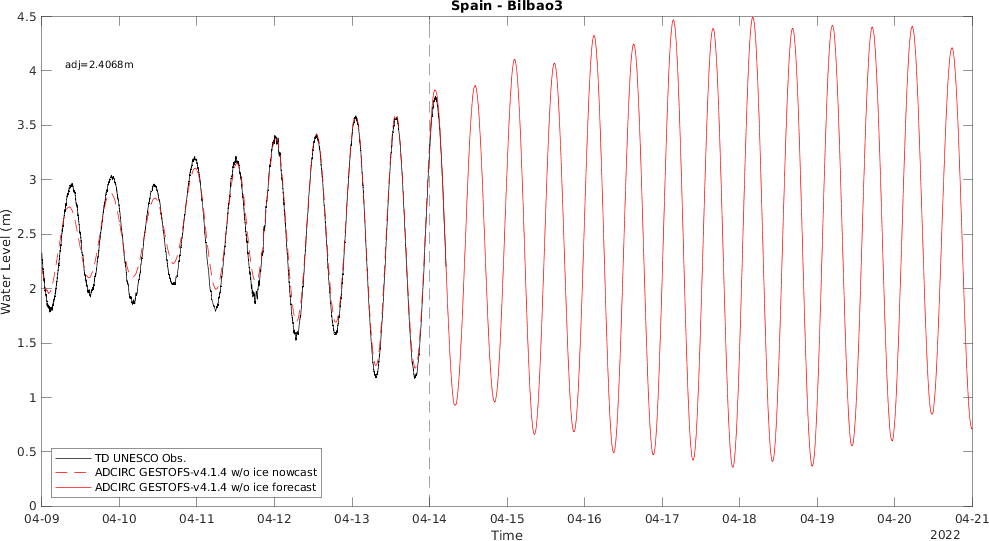 Spain - Bilbao3
4.5
4
3.5
3
2.5
2
1.5
1
0.5
0
Water Level (m)
adj=2.4068m
TD UNESCO Obs.
ADCIRC GESTOFS-v4.1.4 w/o ice nowcast
ADCIRC GESTOFS-v4.1.4 w/o ice forecast
04-09 04-10 04-11 04-12 04-13 04-14 04-15 04-16 04-17 04-18 04-19 04-20 04-21
Time
2022